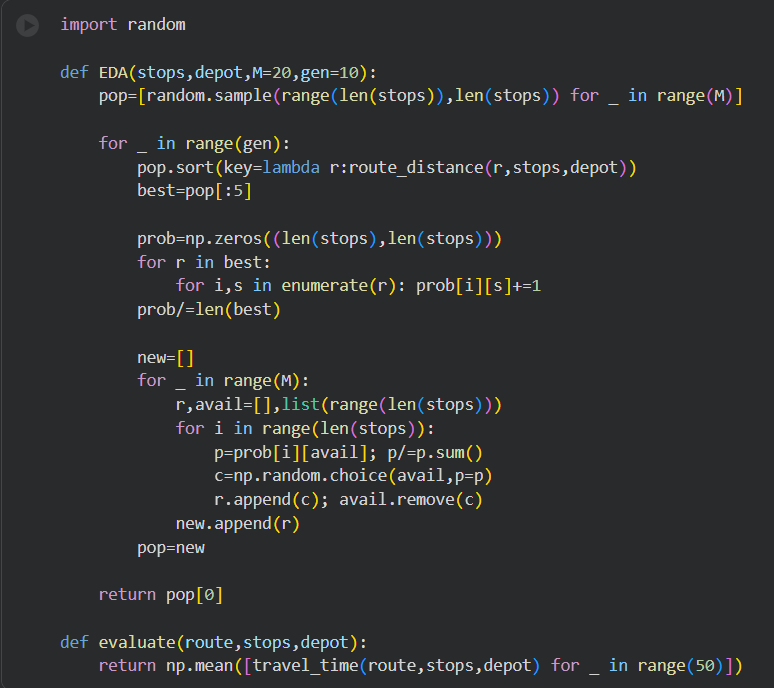 import random
def EDA(stops,depot,M=20,gen=10):
    pop=[random.sample(range(len(stops)),len(stops)) for _ in range(M)]
    for _ in range(gen):
        pop.sort(key=lambda r:route_distance(r,stops,depot))
        best=pop[:5]
        prob=np.zeros((len(stops),len(stops)))
        for r in best:
            for i,s in enumerate(r): prob[i][s]+=1
        prob/=len(best)
        new=[]
        for _ in range(M):
            r,avail=[],list(range(len(stops)))
            for i in range(len(stops)):
                p=prob[i][avail]; p/=p.sum()
                c=np.random.choice(avail,p=p)
                r.append(c); avail.remove(c)
            new.append(r)
        pop=new
    return pop[0]
def evaluate(route,stops,depot):
    return np.mean([travel_time(route,stops,depot) for _ in range(50)])